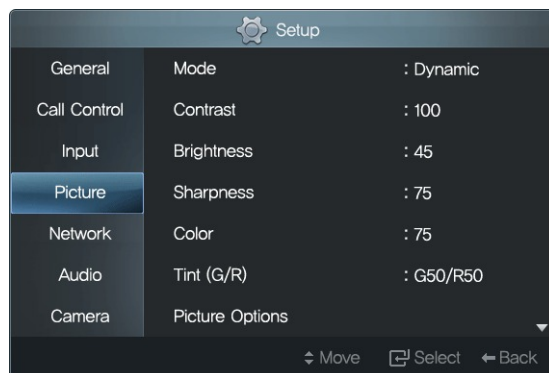 Setup
General
Mode : Dynamic
Call Control
Contrast : 100
Input
Brightness : 45
Picture
Sharpness : 75
Network
Color : 75
Audio
Tint (G/R) : G50/R50
Camera
Picture Options
Move Select Back